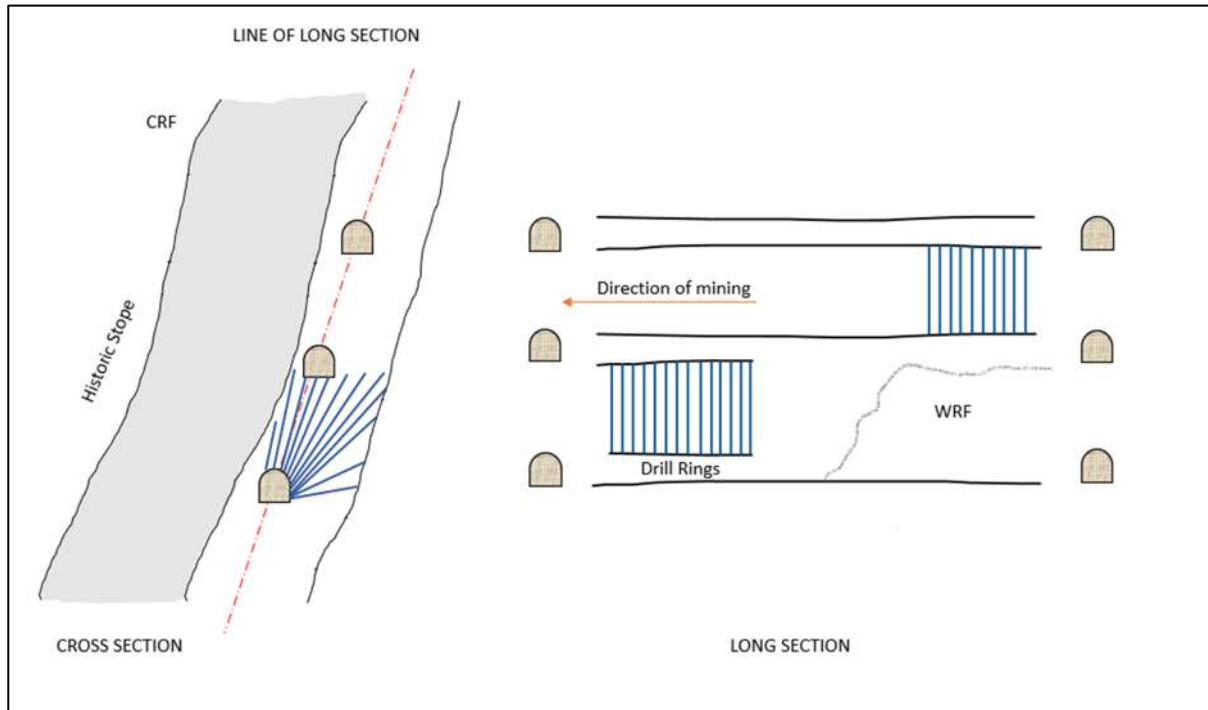 LINE OF LONG SECTION
CRF
Historic Stope
Direction of mining
WRF
Drill Rings
CROSS SECTION
LONG SECTION